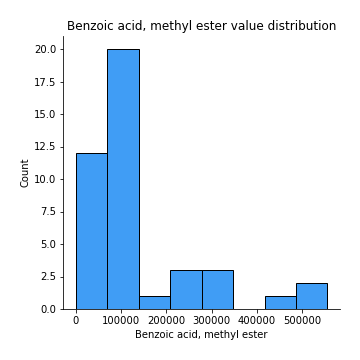 Benzoic acid, methyl ester value distribution
20.0
17.5
15.0
12.5
10.0
7.5
5.0
2.5
0.0
Count
0 100000 200000 300000 400000 500000
Benzoic acid, methyl ester